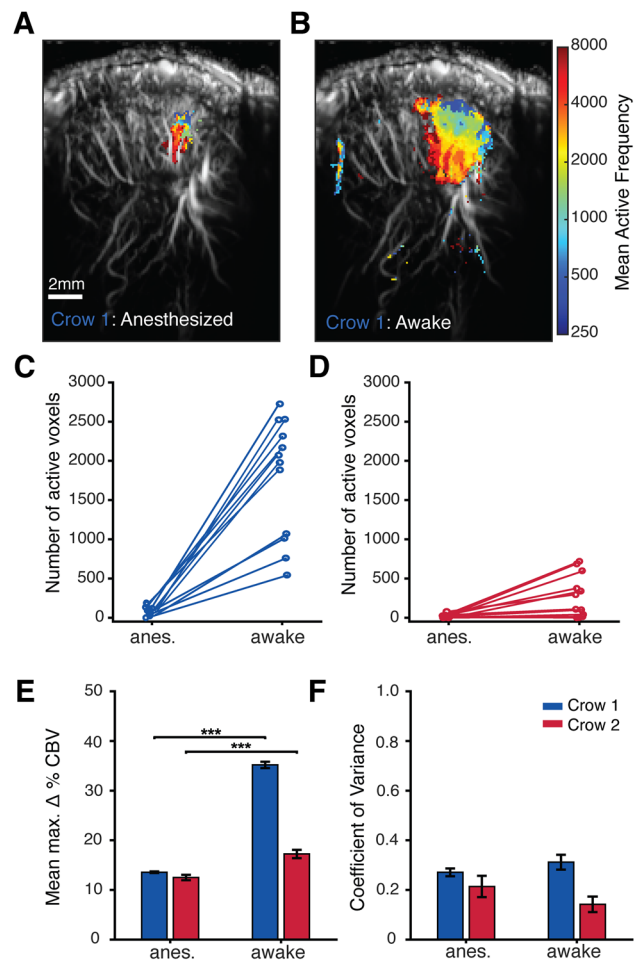 A
B
8000
4000
2000
1000
500
250
Mean Active Frequency
2mm
Crow 1: Anesthesized
Crow 1: Awake
C
D
Number of active voxels
3000
2500
2000
1500
1000
500
0
anes.
awake
Number of active voxels
3000
2500
2000
1500
1000
500
0
anes.
awake
E
F
Mean max. Δ % CBV
50
40
30
20
10
0
***
***
anes.
awake
Coefficient of Variance
1.0
0.8
0.6
0.4
0.2
0
Crow 1
Crow 2
anes.
awake